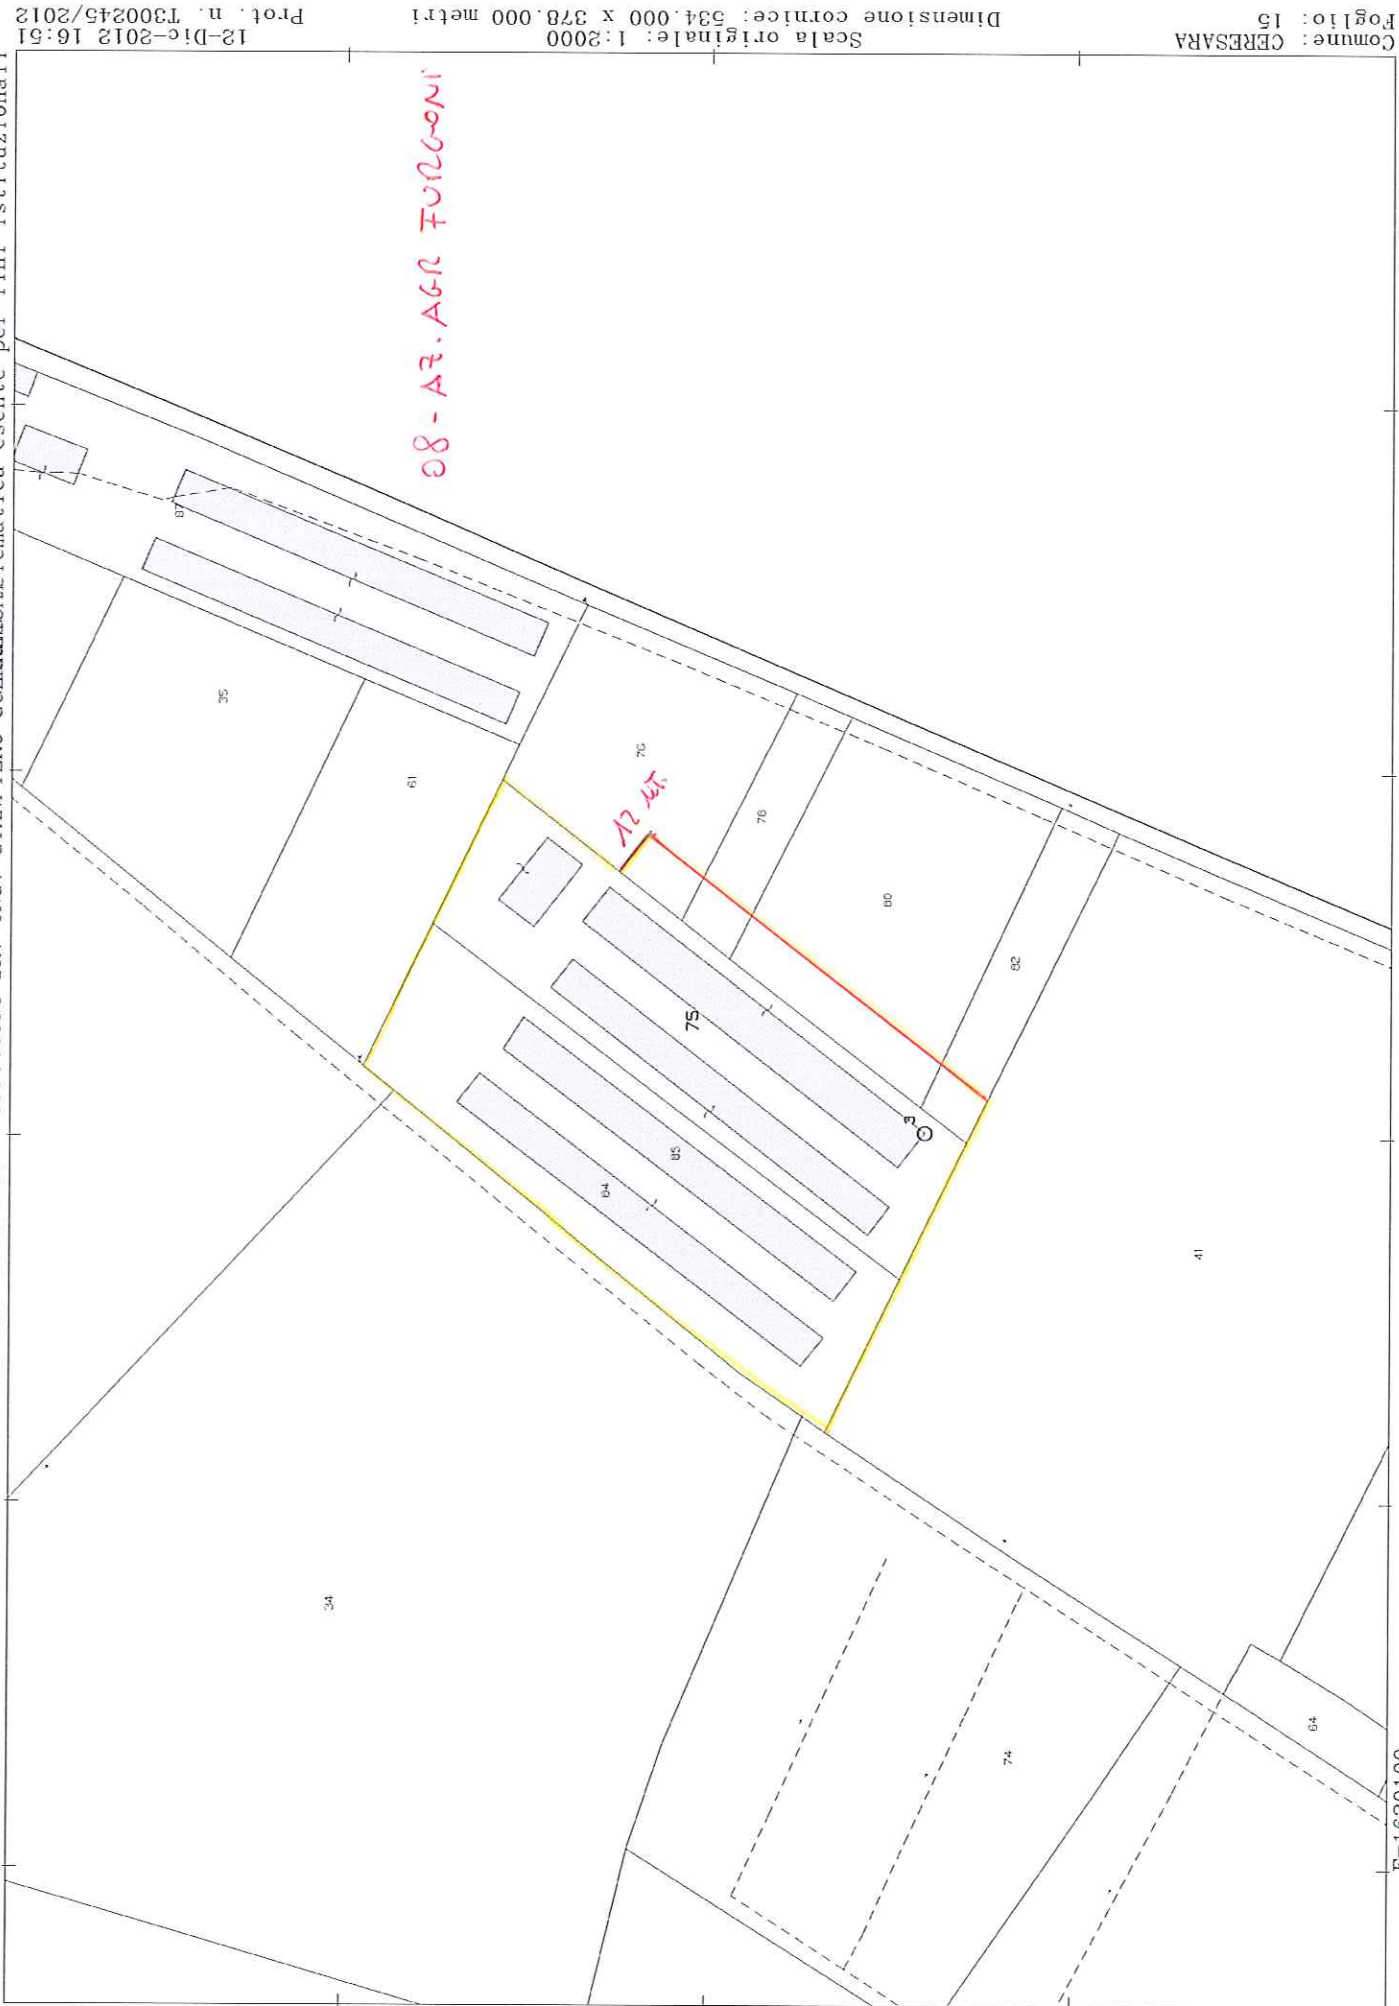 Comune: CERESARA
Foglio: 15
Scala originale: 1:2000
Dimensione cornice: 534.000 x 378.000 metri
12-Dic-2012 16:51
Prot. n. T300245/2012
08 - AZ. AGR FURGONI
87
35
61
76
12 MT.
78
80
82
75
3
85
84
41
34
74
64